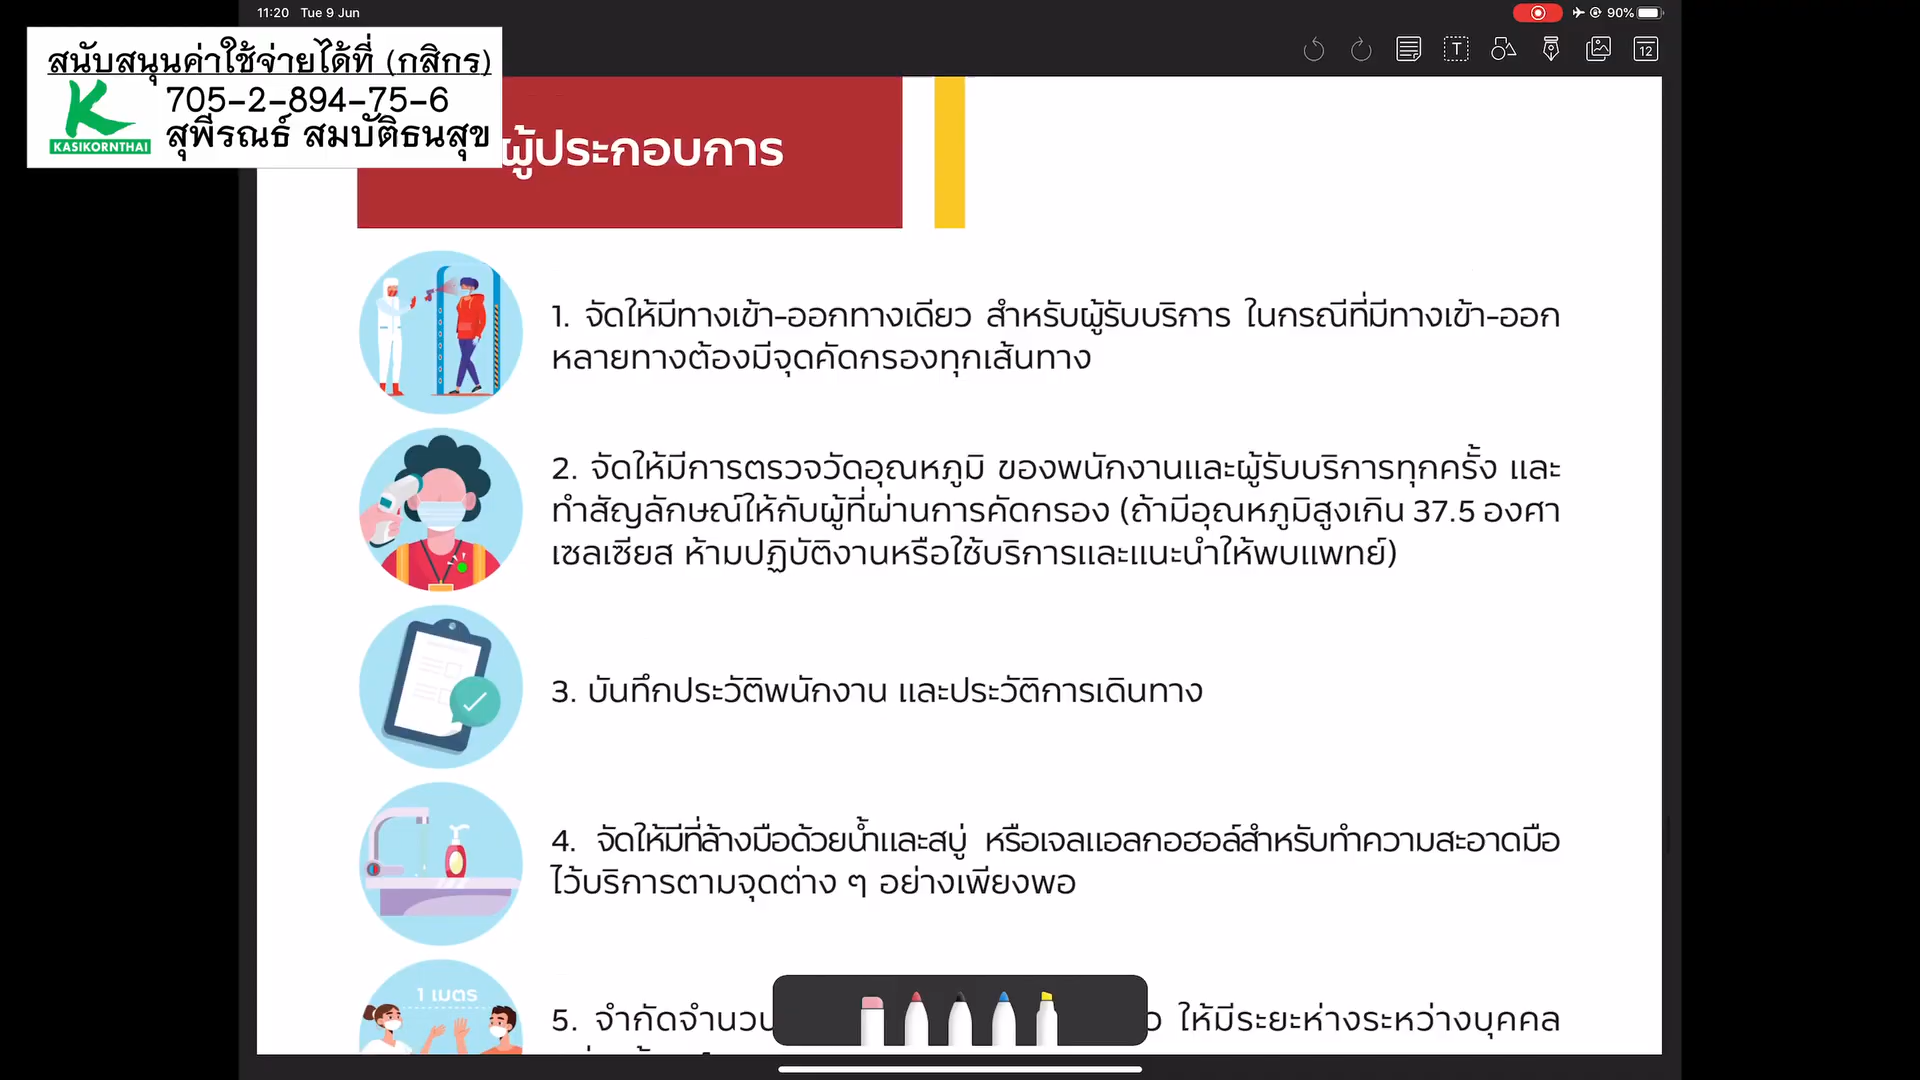 11:20 Tue 9 Jun
90%
สนับสนุนค่าใช้จ่ายได้ที่ (กสิกร)
705-2-894-75-6
สุพีรณธ์ สมบัติธนสุข
KASIKORNTHAI
T
12
ผู้ประกอบการ
1. จัดให้มีทางเข้า-ออกทางเดียว สำหรับผู้รับบริการ ในกรณีที่มีทางเข้า-ออก
หลายทางต้องมีจุดคัดกรองทุกเส้นทาง
2. จัดให้มีการตรวจวัดอุณหภูมิ ของพนักงานและผู้รับบริการทุกครั้ง และ
ทำสัญลักษณ์ให้กับผู้ที่ผ่านการคัดกรอง (ถ้ามีอุณหภูมิสูงเกิน 37.5 องศา
เซลเซียส ห้ามปฏิบัติงานหรือใช้บริการและแนะนำให้พบแพทย์)
3. บันทึกประวัติพนักงาน และประวัติการเดินทาง
4. จัดให้มีที่ล้างมือด้วยน้ำและสบู่ หรือเจลแอลกอฮอล์สำหรับทำความสะอาดมือ
ไว้บริการตามจุดต่าง ๆ อย่างเพียงพอ
1 เมตร
5. จำกัดจำนวน ให้มีระยะห่างระหว่างบุคคล